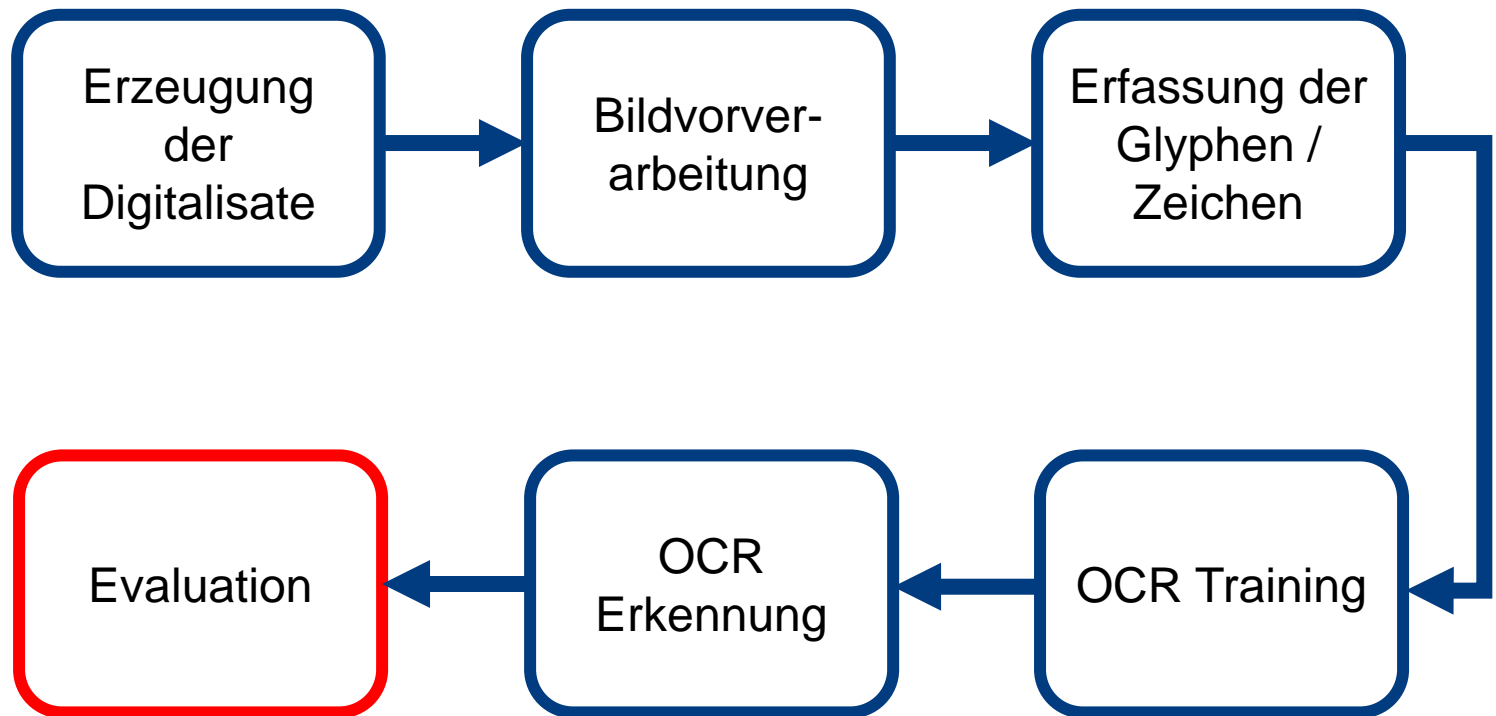 Erzeugung
der
Digitalisate
Bildvorver-
arbeitung
Erfassung der
Glyphen /
Zeichen
OCR Training
OCR
Erkennung
Evaluation